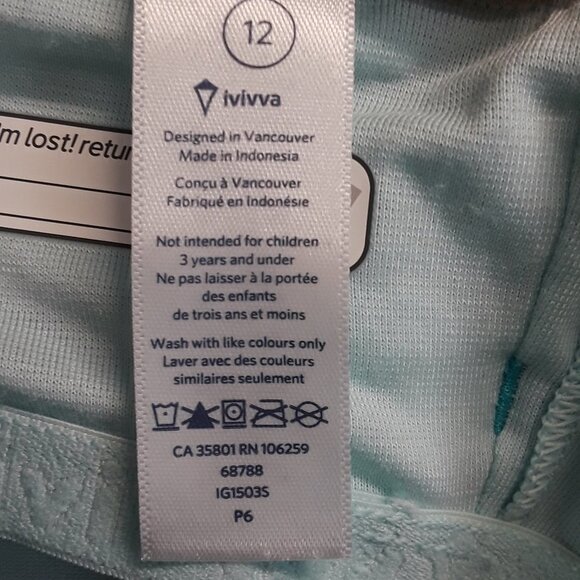 12
ivivva
Designed in Vancouver
Made in Indonesia
Conçu à Vancouver
Fabriqué en Indonésie
Not intended for children
3 years and under
Ne pas laisser à la portée
des enfants
de trois ans et moins
Wash with like colours only
Laver avec des couleurs
similaires seulement
CA 35801 RN 106259
68788
IG1503S
P6
I'm lost! retur